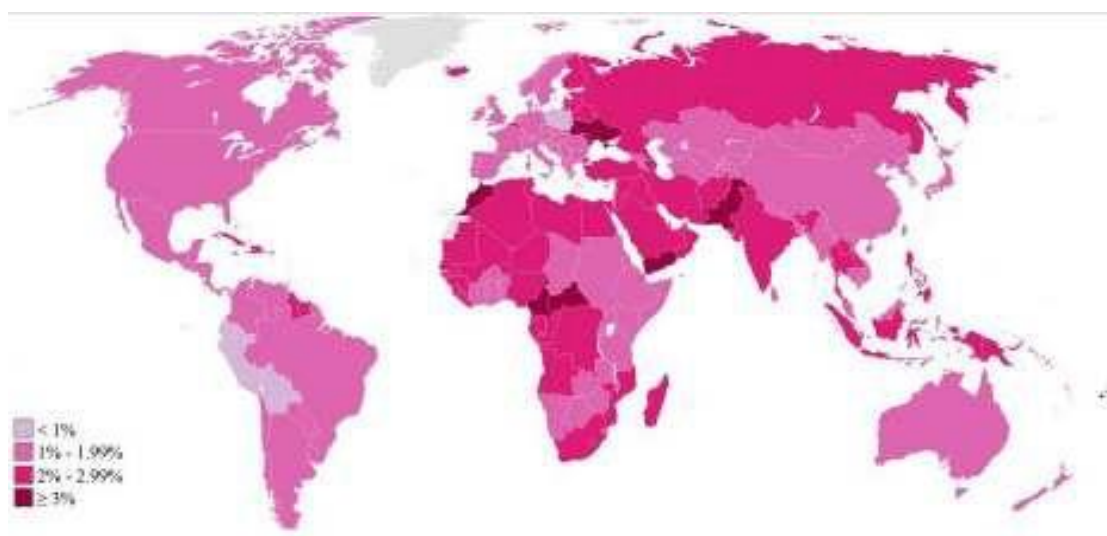 < 1%
1% - 1.99%
2% - 2.99%
≥ 3%